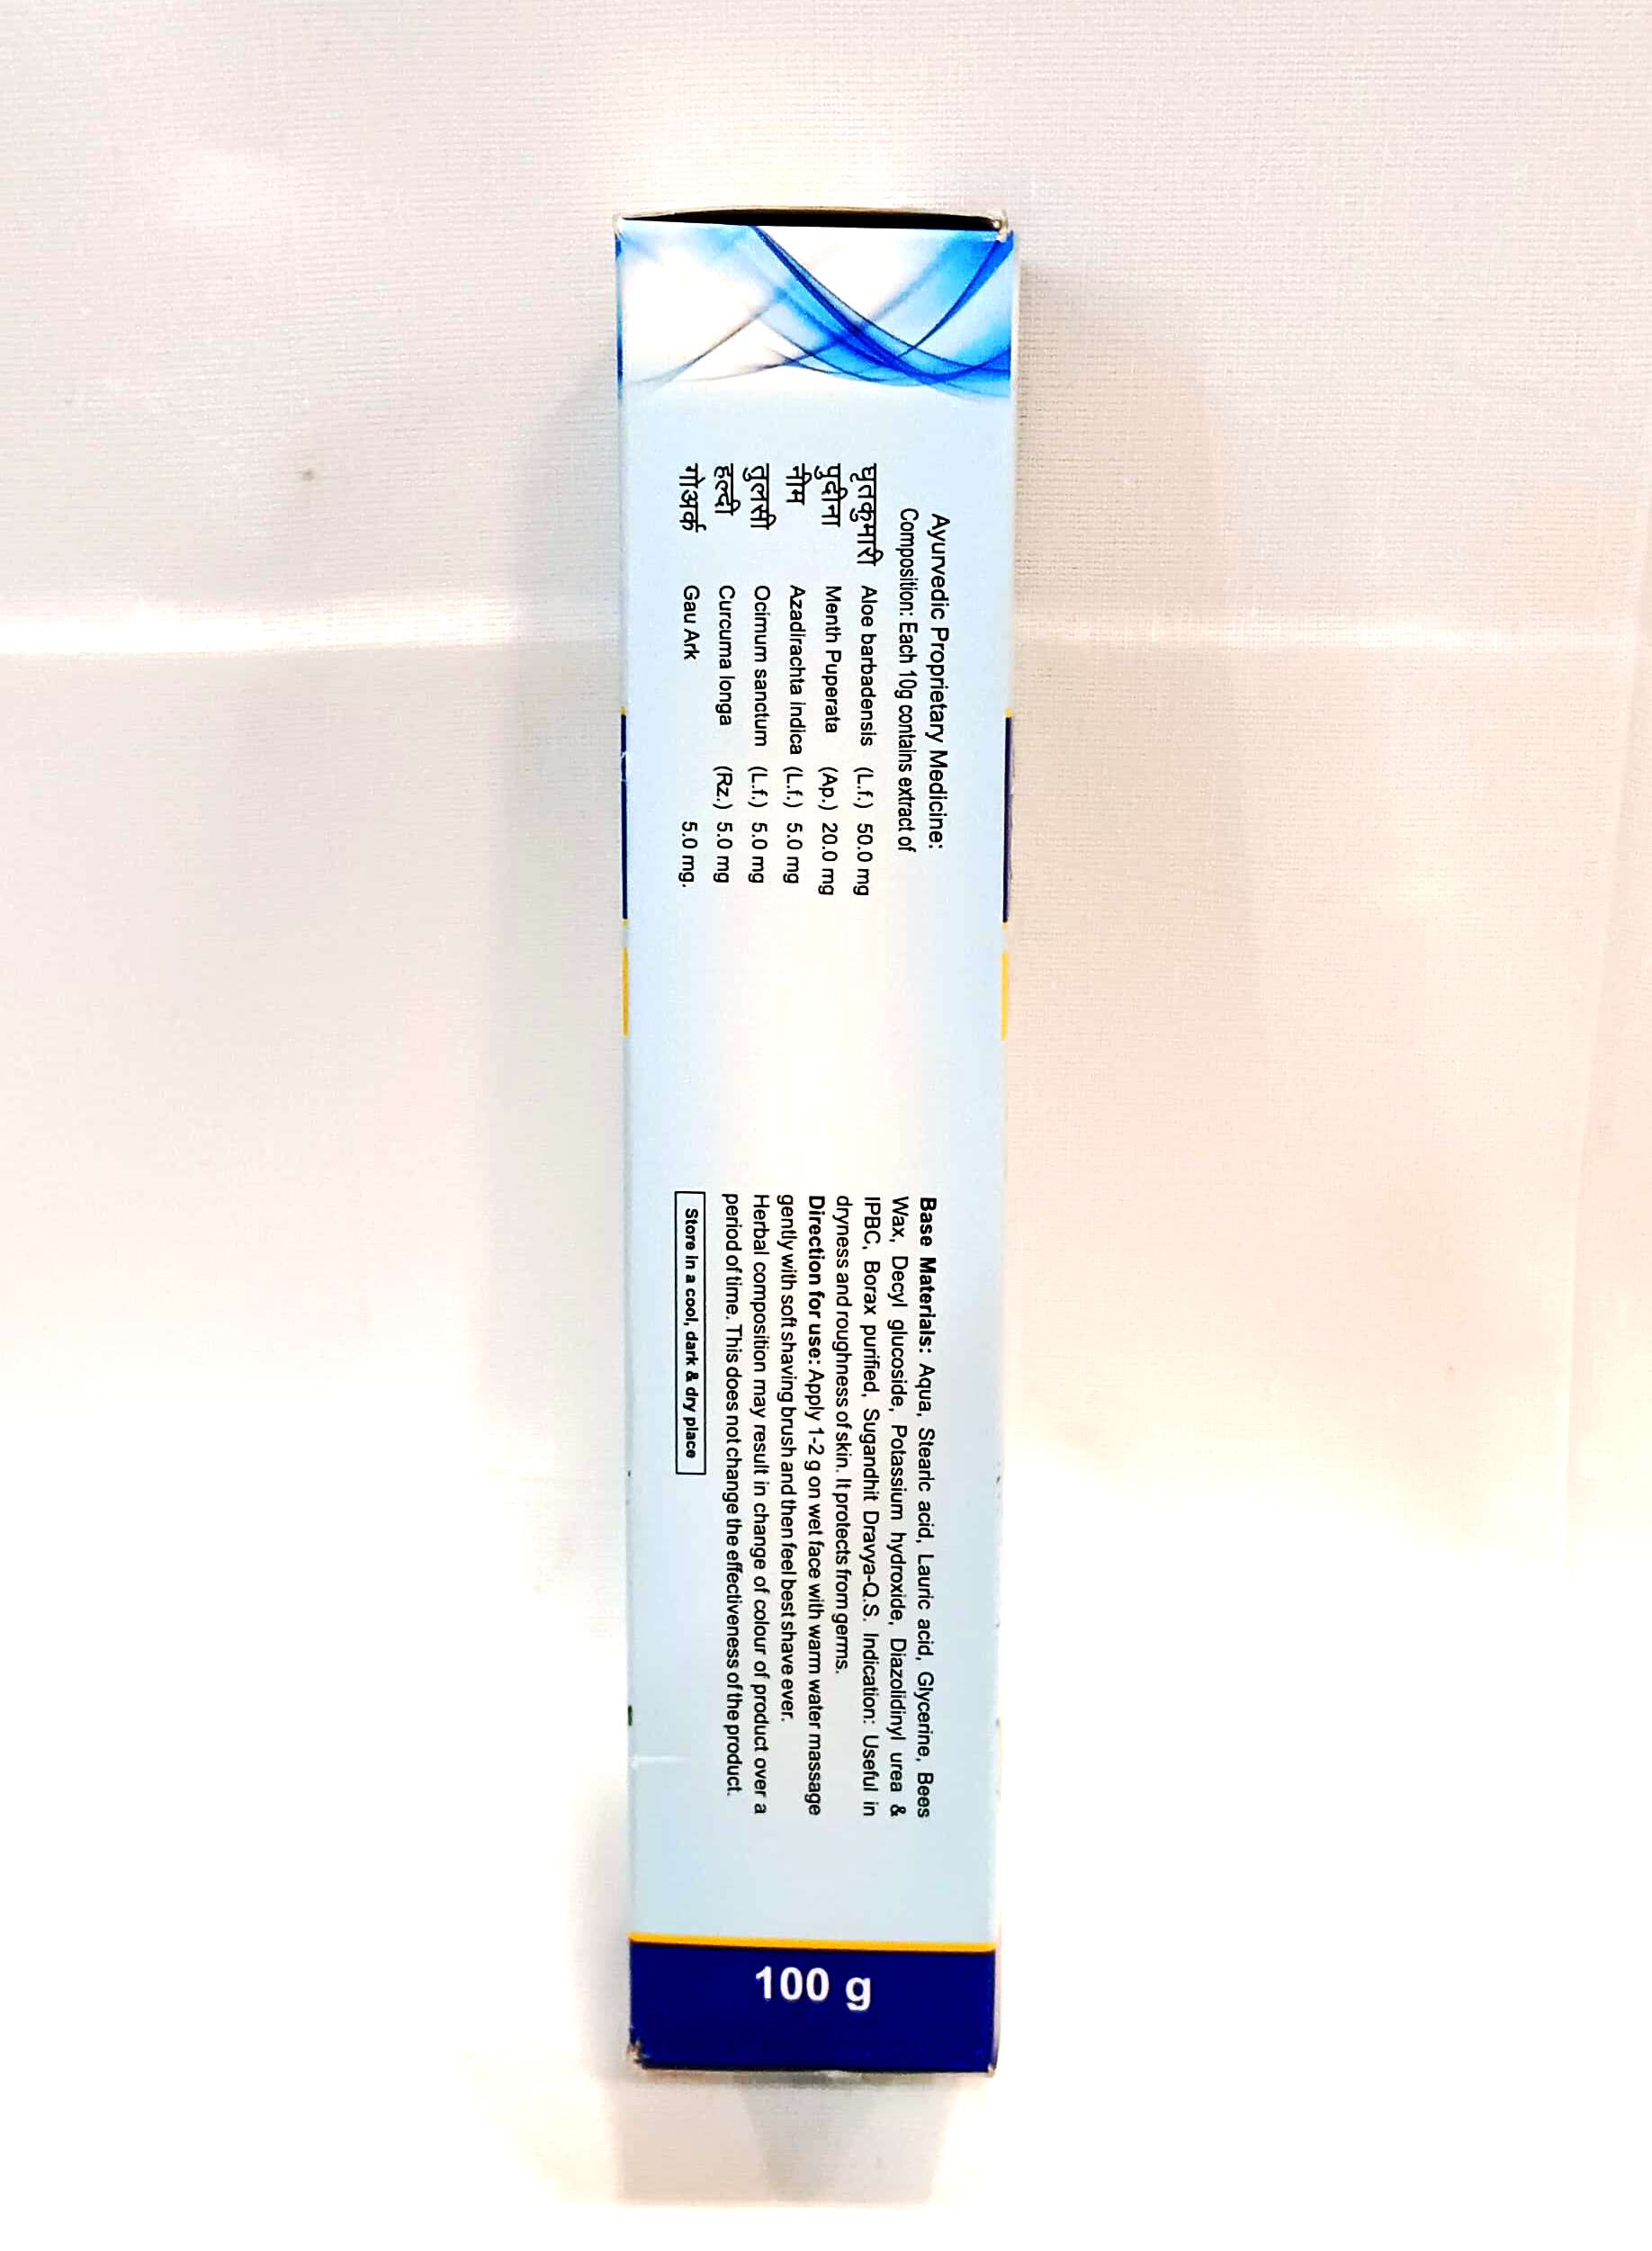 Ayurvedic Proprietary Medicine:
Composition: Each 10g contains extract of
घृतकुमारी Aloe barbadensis (L.f.) 50.0 mg
पुदीना Menth Puperata (Ap.) 20.0 mg
नीम Azadirachta indica (L.f.) 5.0 mg
तुलसी Ocimum sanctum (L.f.) 5.0 mg
हल्दी Curcuma longa (Rz.) 5.0 mg
गोअर्क Gau Ark 5.0 mg.
Base Materials: Aqua, Stearic acid, Lauric acid, Glycerine, Bees
Wax, Decyl glucoside, Potassium hydroxide, Diazolidinyl urea &
IPBC, Borax purified, Sugandhit Dravya-Q.S. Indication: Useful in
dryness and roughness of skin. It protects from germs.
Direction for use: Apply 1-2 g on wet face with warm water massage
gently with soft shaving brush and then feel best shave ever.
Herbal composition may result in change of colour of product over a
period of time. This does not change the effectiveness of the product.
Store in a cool, dark & dry place
100 g